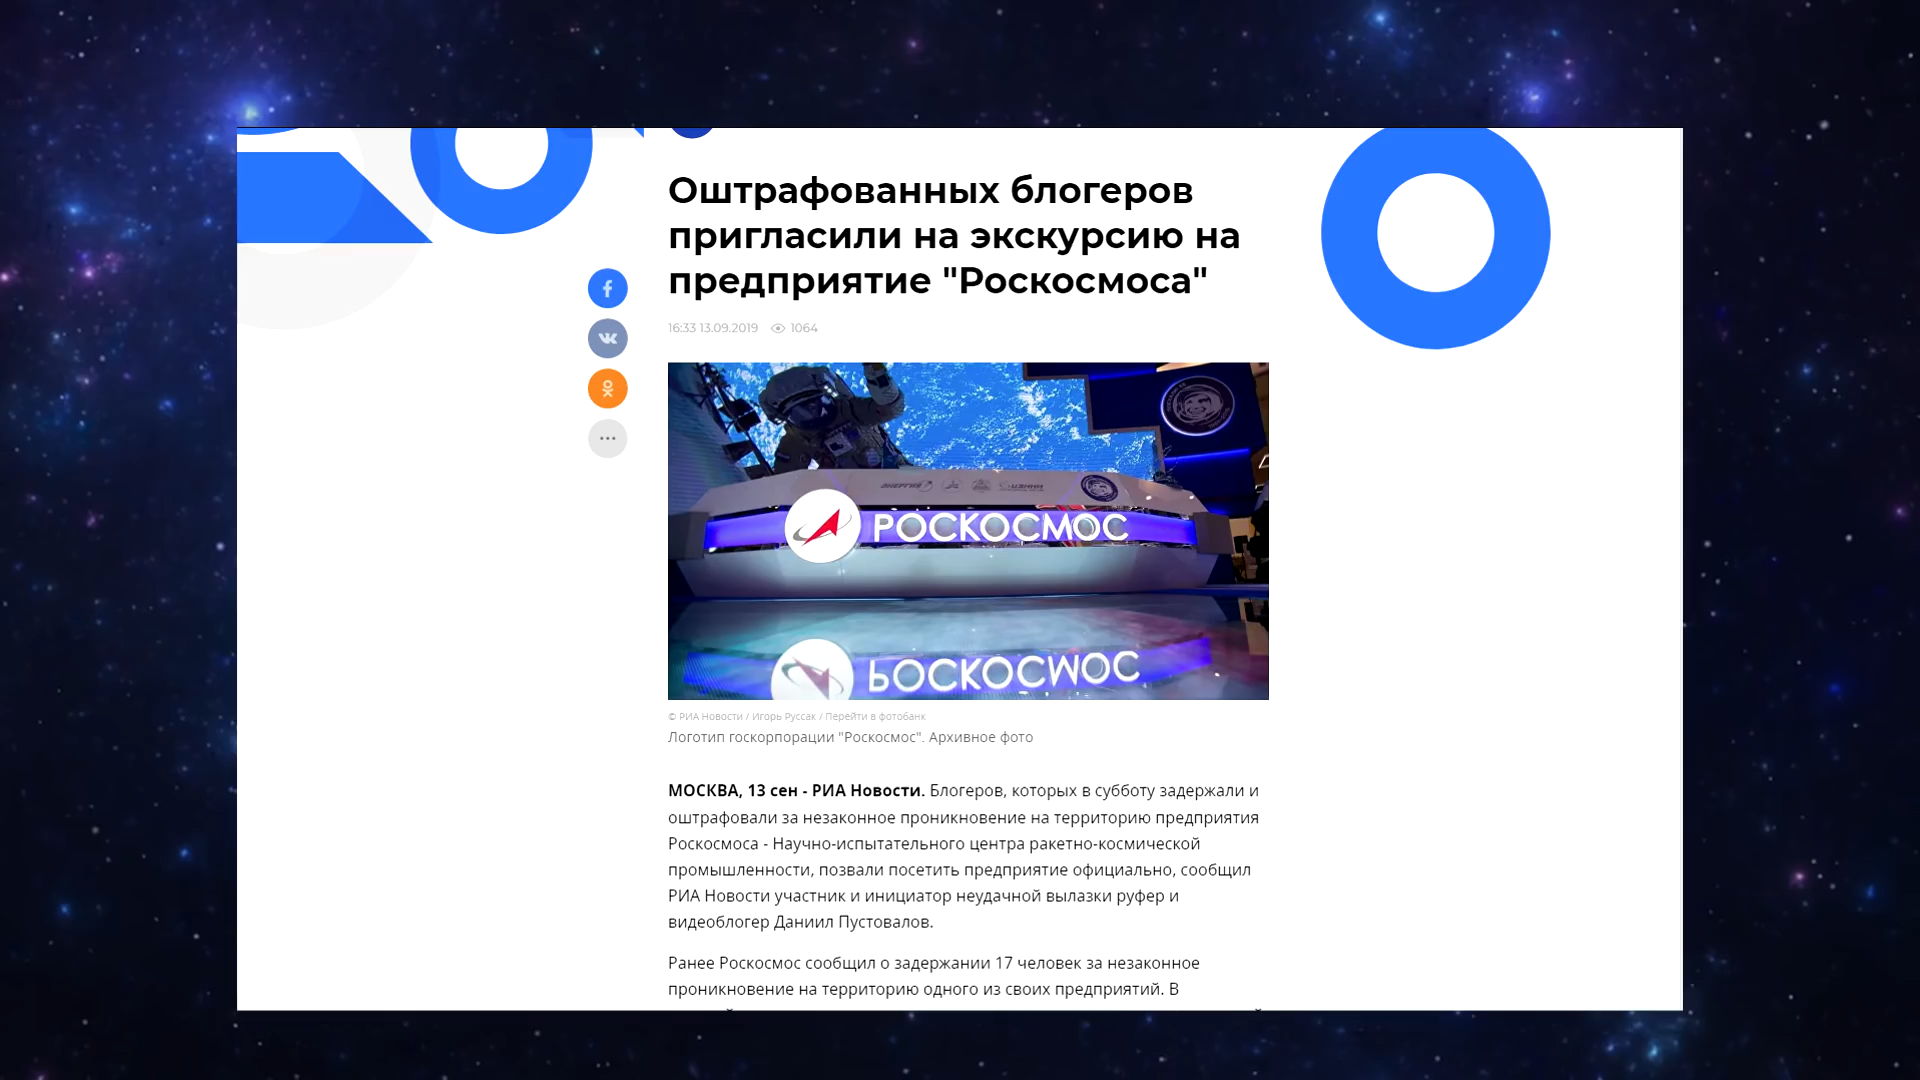 Оштрафованных блогеров
пригласили на экскурсию на
предприятие "Роскосмоса"
16:33 13.09.2019 1064
ЭНЕРГИЯ
РОСКОСМОС
© РИА Новости / Игорь Руссак / Перейти в фотобанк
Логотип госкорпорации "Роскосмос". Архивное фото
МОСКВА, 13 сен - РИА Новости. Блогеров, которых в субботу задержали и
оштрафовали за незаконное проникновение на территорию предприятия
Роскосмоса - Научно-испытательного центра ракетно-космической
промышленности, позвали посетить предприятие официально, сообщил
РИА Новости участник и инициатор неудачной вылазки руфер и
видеоблогер Даниил Пустовалов.
Ранее Роскосмос сообщил о задержании 17 человек за незаконное
проникновение на территорию одного из своих предприятий. В